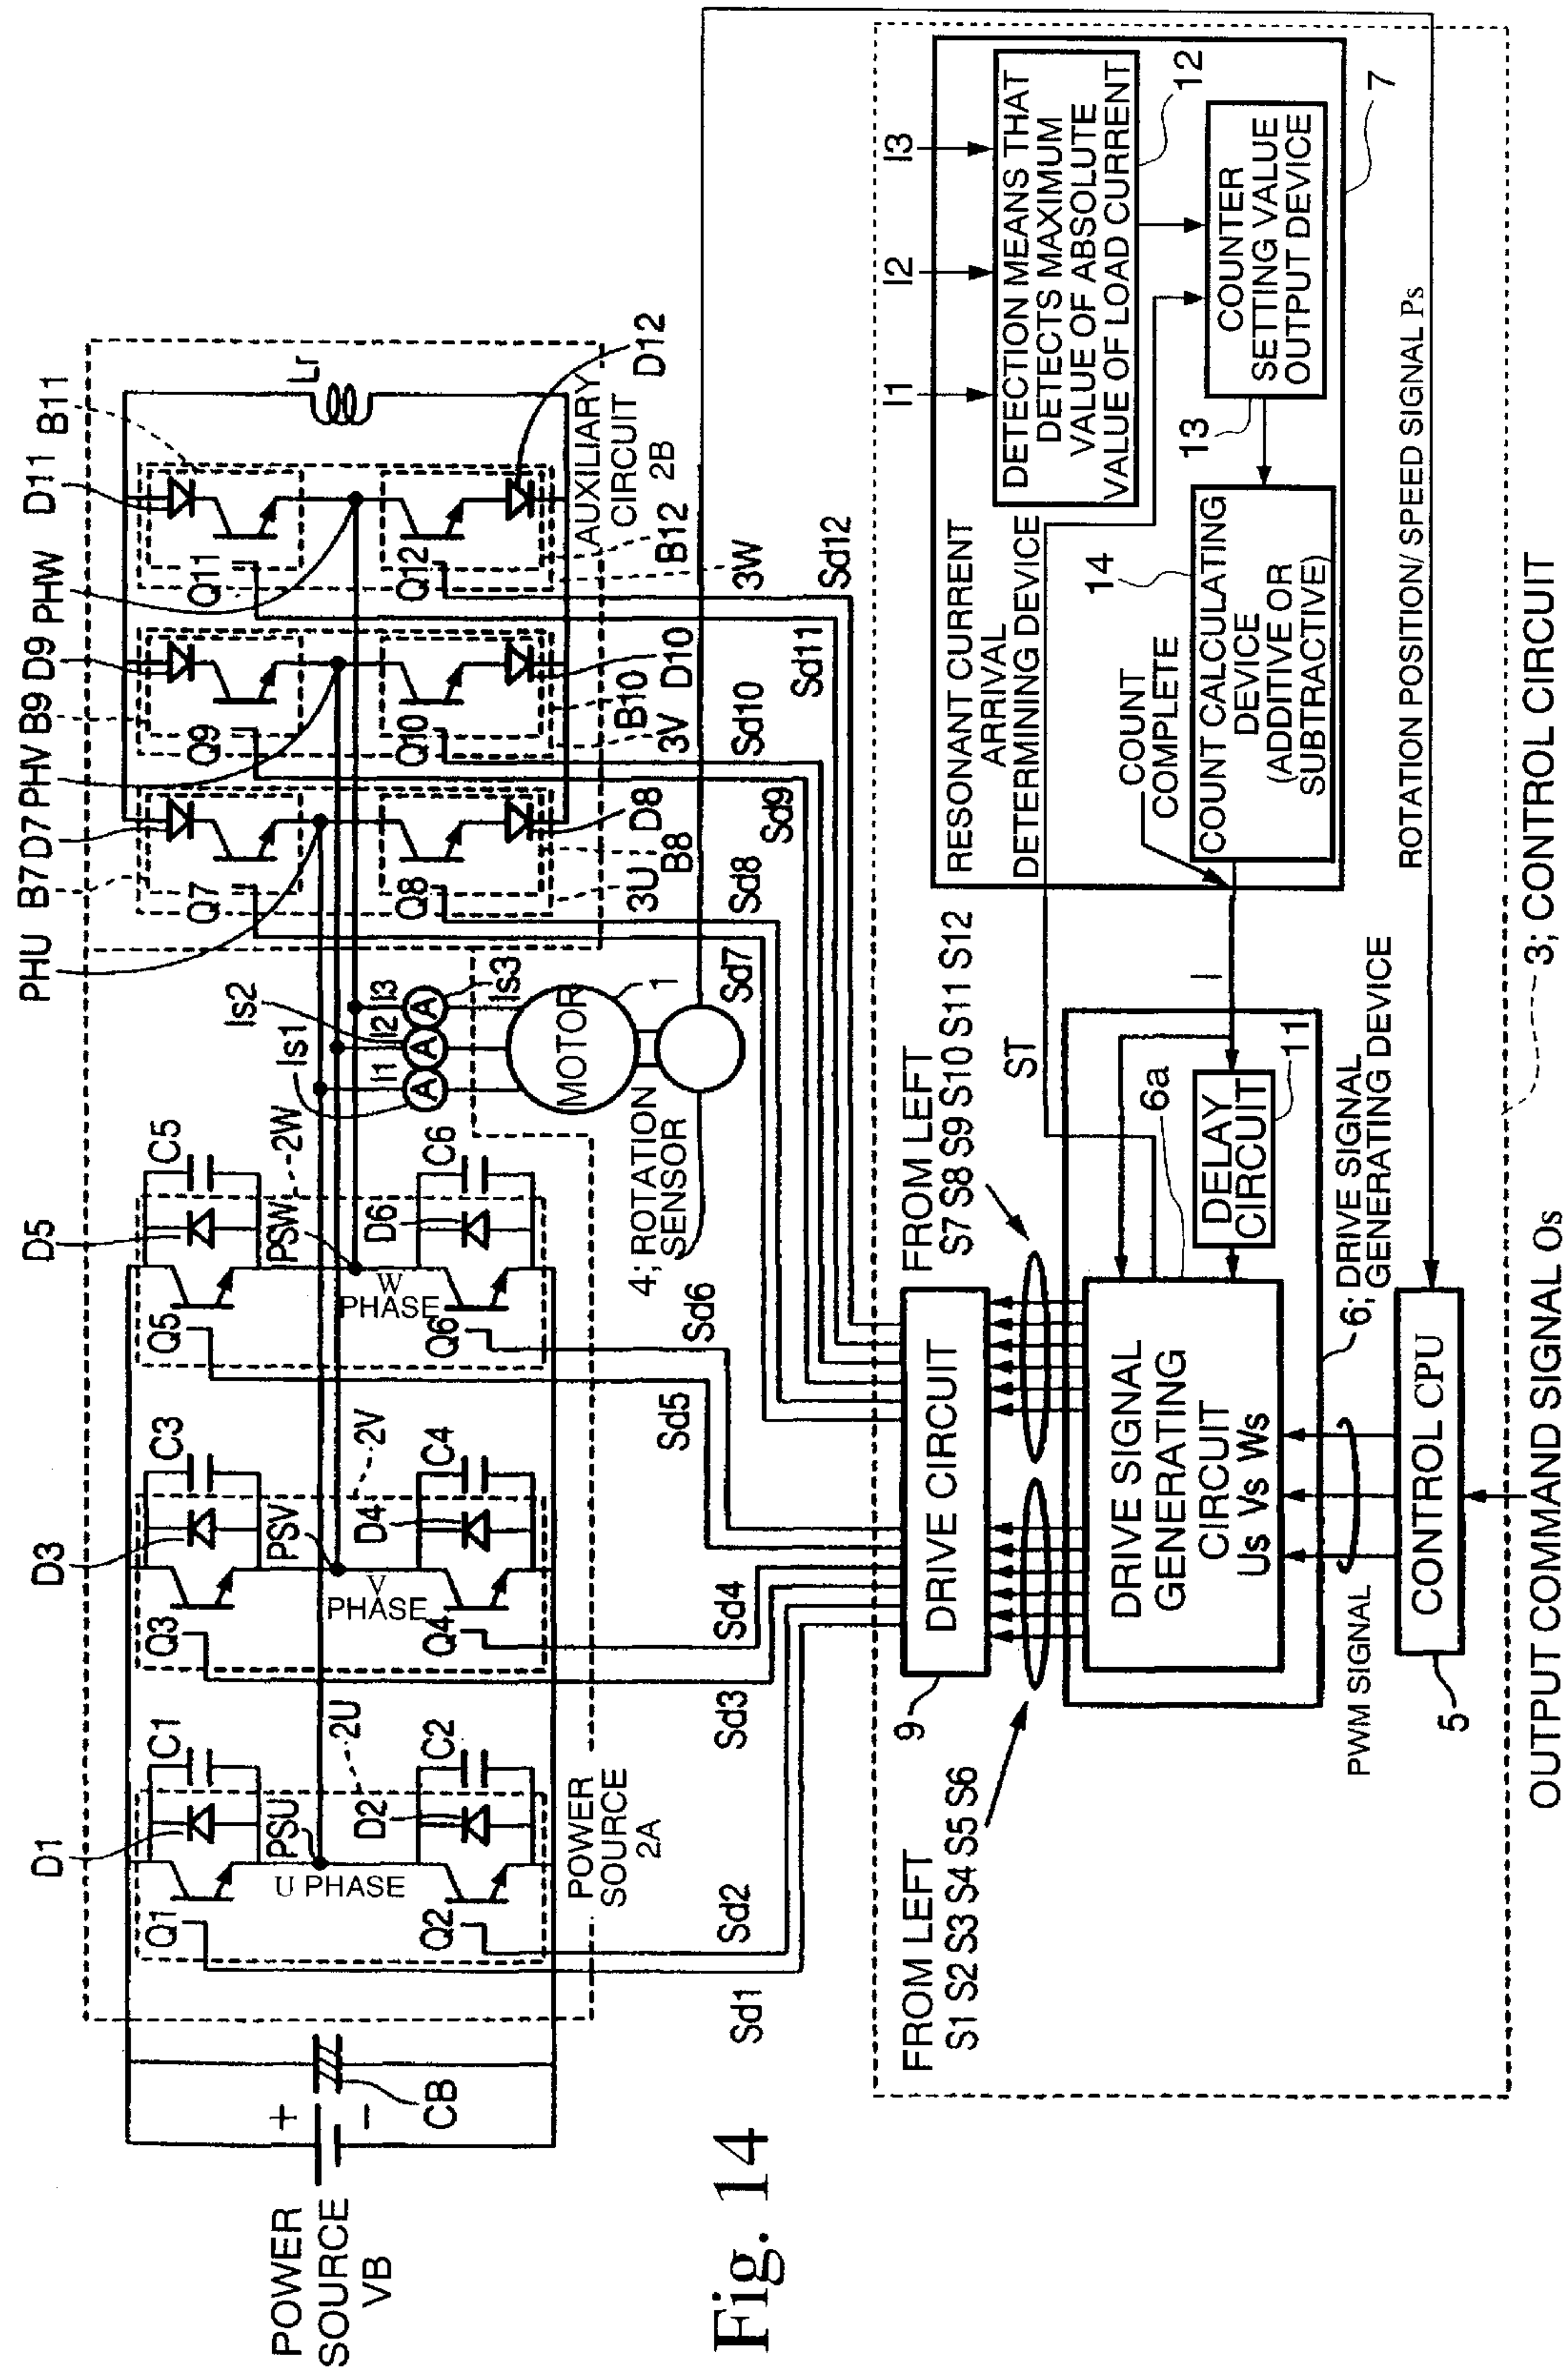 B11
D11
PHW
D9
B9
PHV
D7
B7
PHU
Lr
D12
AUXILIARY
CIRCUIT
2B
B12
3W
Q11
Q12
Q9
Q10
B10
3V
D10
Q7
Q8
D8
B8
3U
Sd12
Sd11
Sd10
Sd9
Sd8
Sd7
Is1
Is2
Is3
I1
I2
I3
A
A
A
MOTOR
1
4; ROTATION
SENSOR
D5
C5
2W
PSW
D6
C6
W
PHASE
Q5
Q6
D3
C3
2V
PSV
D4
C4
V
PHASE
Q3
Q4
D1
C1
2U
PSU
D2
C2
U PHASE
Q1
Q2
POWER
SOURCE
2A
Sd6
Sd5
Sd4
Sd3
Sd2
Sd1
+
−
CB
POWER
SOURCE
VB
Fig. 14
I1
I2
I3
DETECTION MEANS THAT
DETECTS MAXIMUM
VALUE OF ABSOLUTE
VALUE OF LOAD CURRENT
12
COUNTER
SETTING VALUE
OUTPUT DEVICE
13
7
RESONANT CURRENT
ARRIVAL
DETERMINING DEVICE
14
COUNT CALCULATING
DEVICE
(ADDITIVE OR
SUBTRACTIVE)
COUNT
COMPLETE
ROTATION POSITION/ SPEED SIGNAL Ps
ST
I
FROM LEFT
S7 S8 S9 S10 S11 S12
6a
DELAY
CIRCUIT
11
6; DRIVE SIGNAL
GENERATING DEVICE
3; CONTROL CIRCUIT
DRIVE CIRCUIT
9
DRIVE SIGNAL
GENERATING
CIRCUIT
Us Vs Ws
FROM LEFT
S1 S2 S3 S4 S5 S6
PWM SIGNAL
CONTROL CPU
5
OUTPUT COMMAND SIGNAL Os